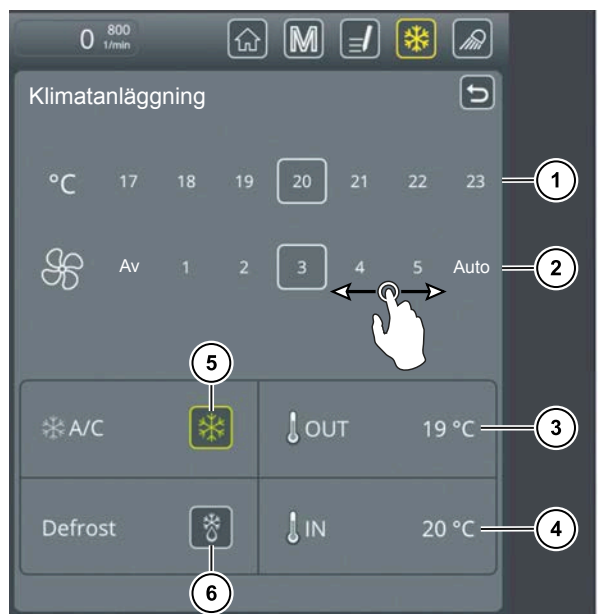 0 800 1/min M
Klimatanläggning
°C 17 18 19 20 21 22 23 1
Av 1 2 3 4 5 Auto 2
5
A/C OUT 19 °C 3
Defrost IN 20 °C 4
6